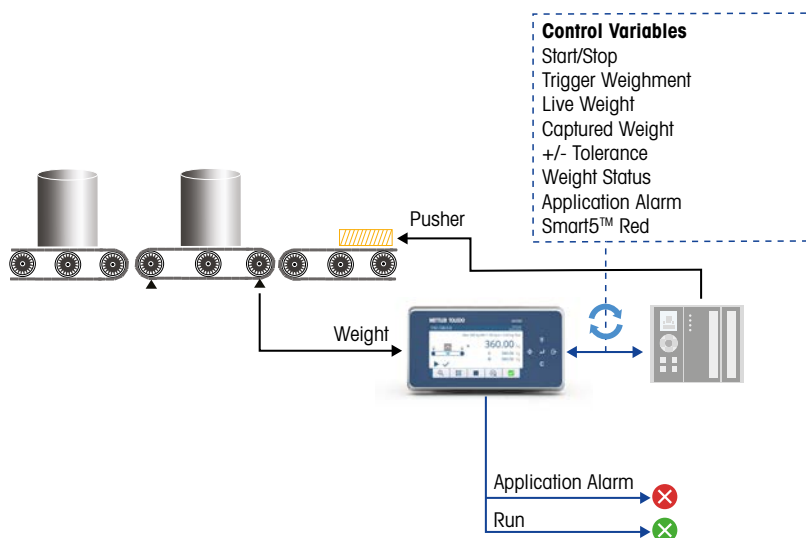 Control Variables
Start/Stop
Trigger Weighment
Live Weight
Captured Weight
+/- Tolerance
Weight Status
Application Alarm
Smart5™ Red
Pusher
Weight
METTLER TOLEDO
360.00
C
Application Alarm
Run